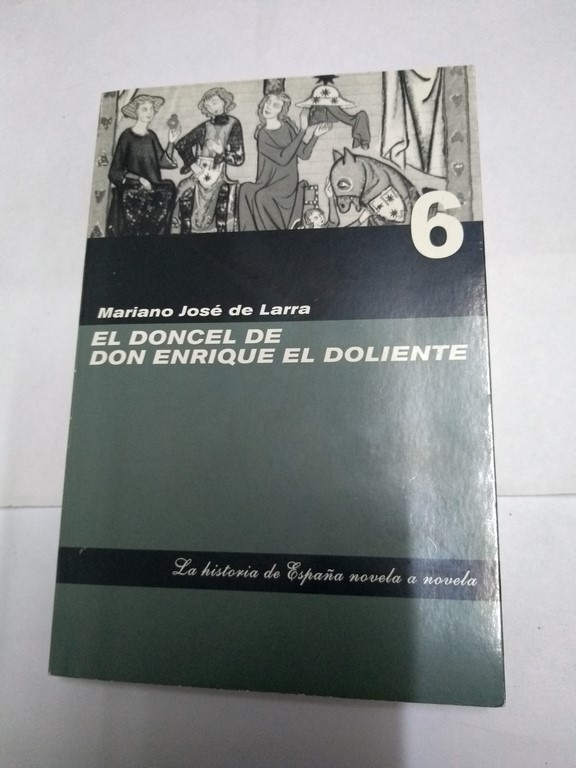 6
Mariano José de Larra
EL DONCEL DE
DON ENRIQUE EL DOLIENTE
La historia de España novela a novela